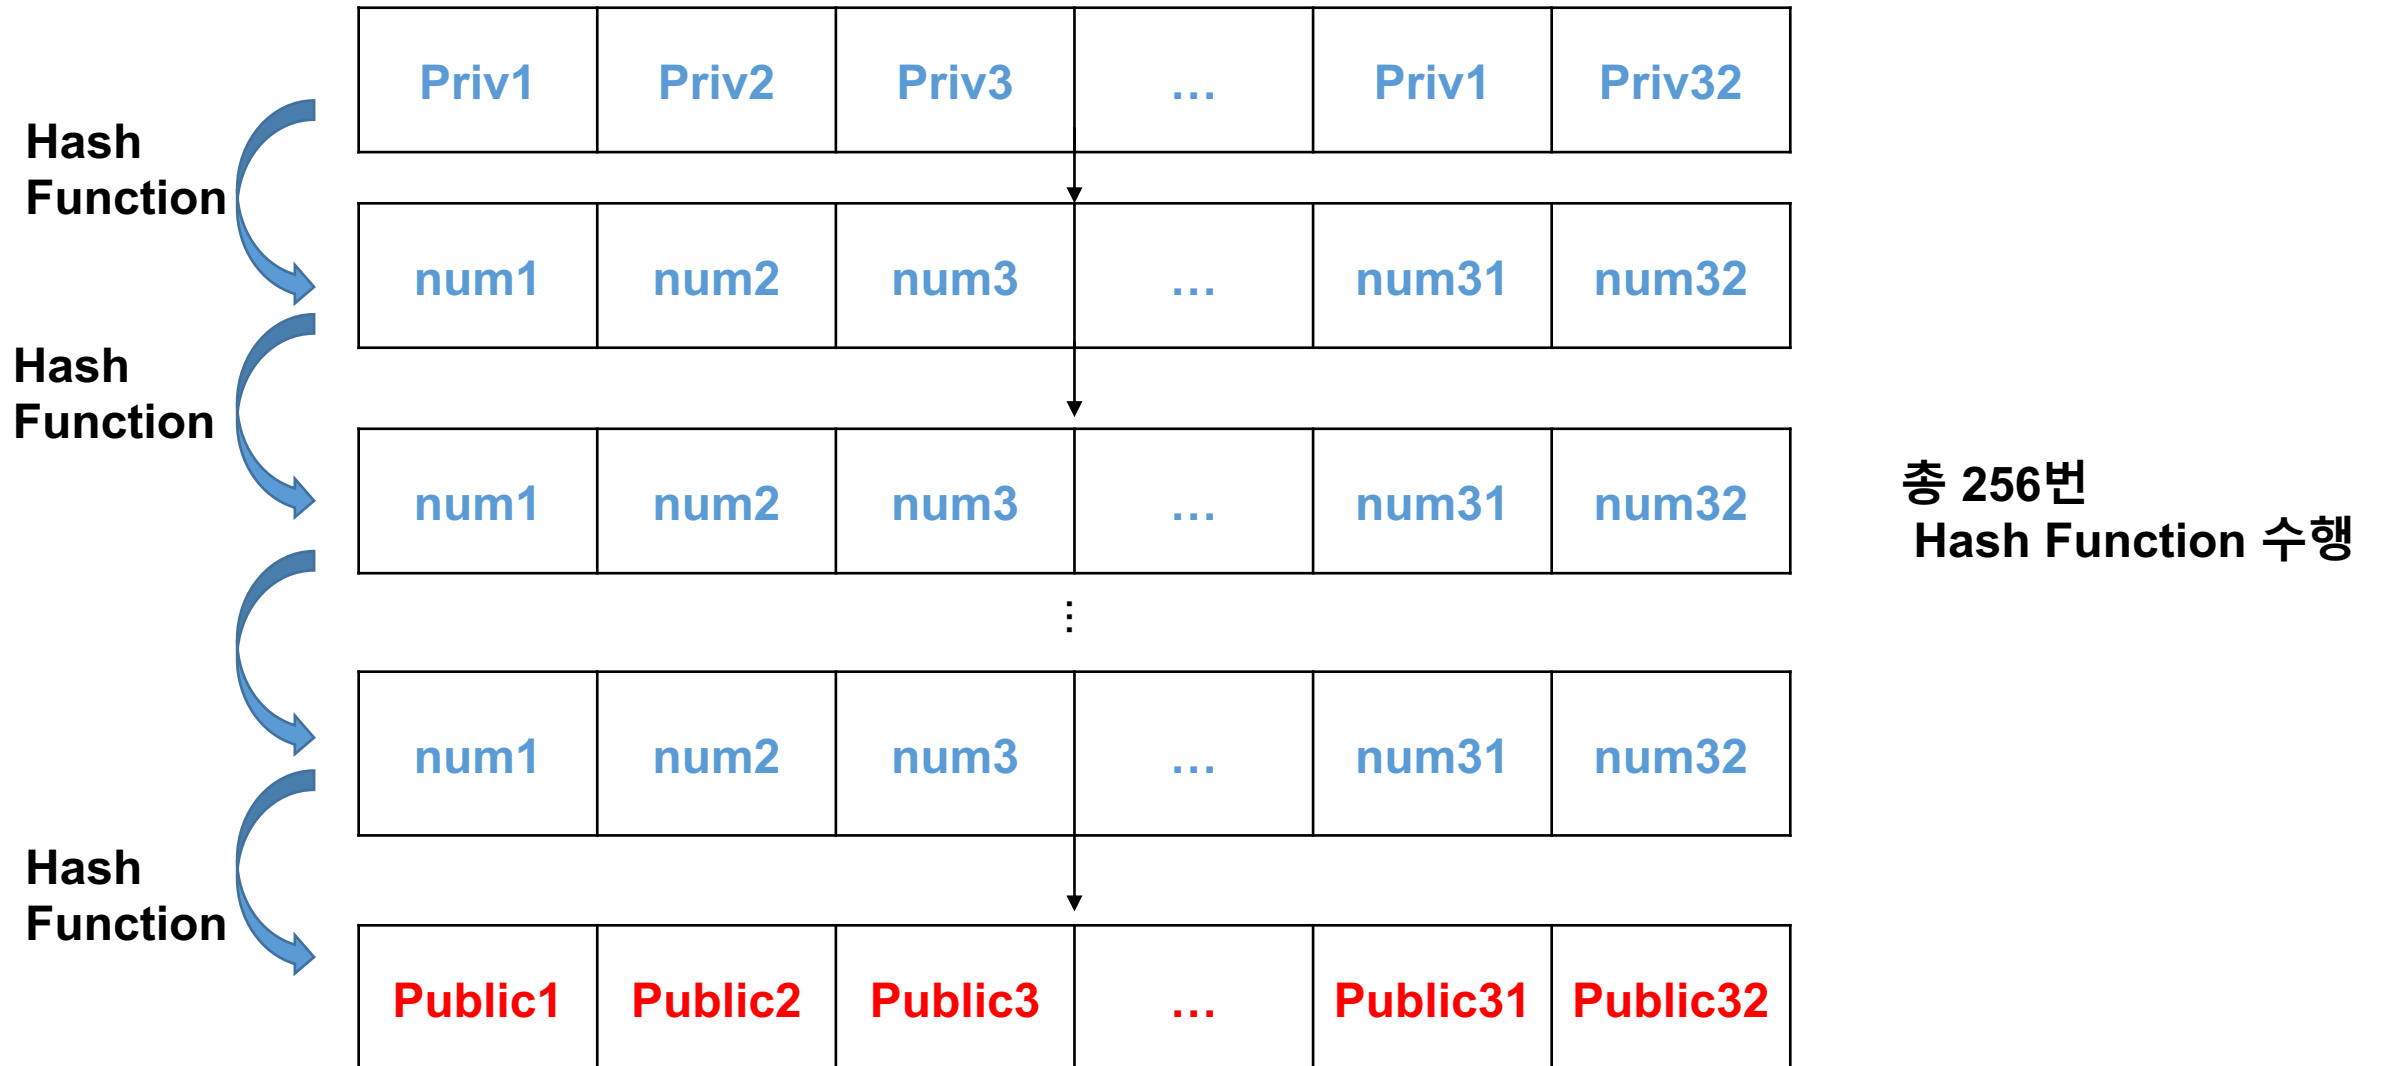 Priv1 Priv2 Priv3 … Priv1 Priv32
Hash
Function
num1 num2 num3 … num31 num32
Hash
Function
num1 num2 num3 … num31 num32
총 256번
Hash Function 수행
…
num1 num2 num3 … num31 num32
Hash
Function
Public1 Public2 Public3 … Public31 Public32